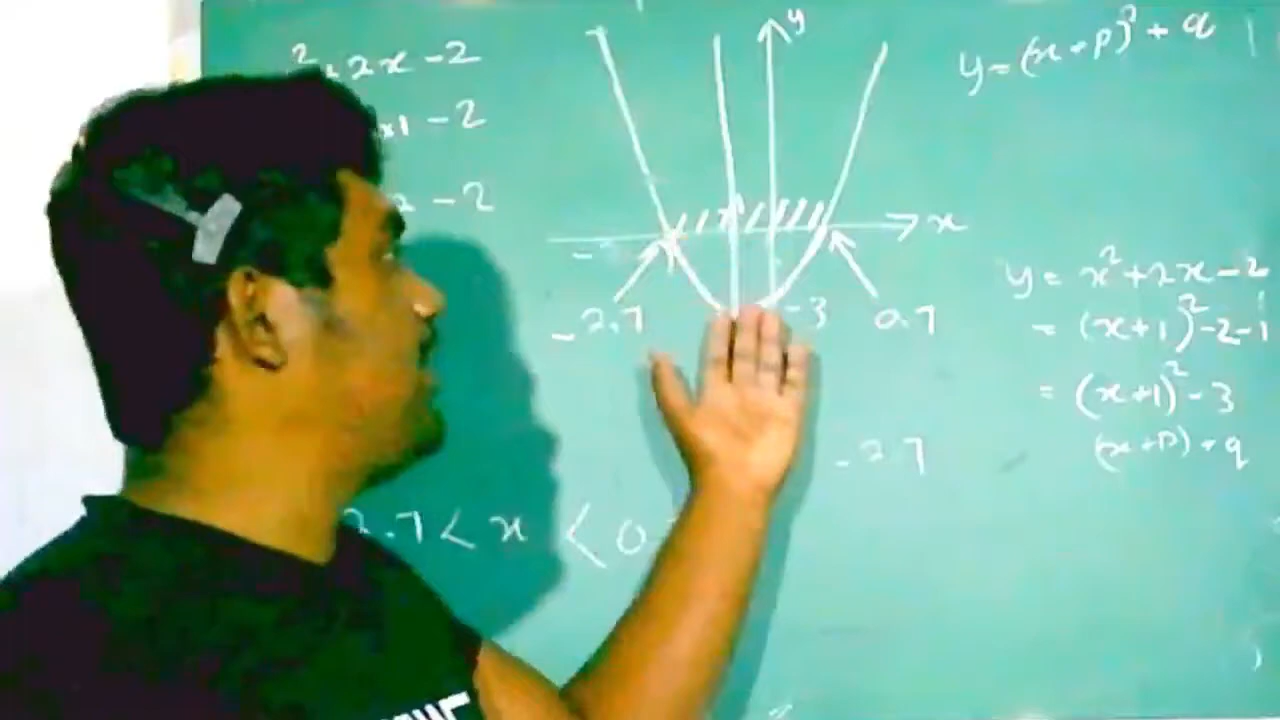 ²+2x-2
x1-2
2-2
y
x
-2.7
-3
0.7
-2.7
2.7 < x < 0.
y=(x+p)²+q
y= x²+2x-2
= (x+1)²-2-1
= (x+1)²-3
(x+p)+q